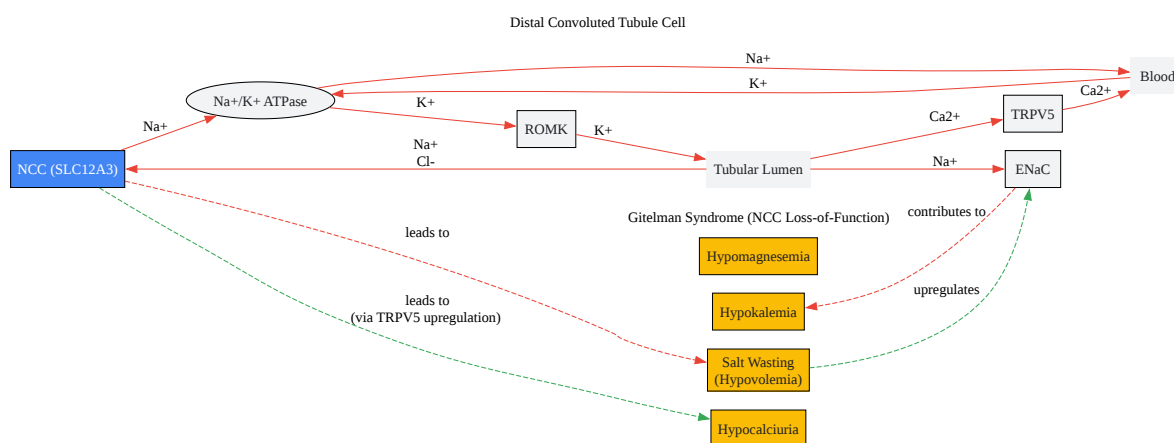 Distal Convoluted Tubule Cell
Na+
Blood
K+
Ca2+
Na+/K+ ATPase
K+
TRPV5
Na+
ROMK
K+
Ca2+
Na+
Cl-
NCC (SLC12A3)
Tubular Lumen
Na+
ENaC
Gitelman Syndrome (NCC Loss-of-Function)
contributes to
leads to
Hypomagnesemia
upregulates
leads to
(via TRPV5 upregulation)
Hypokalemia
Salt Wasting
(Hypovolemia)
Hypocalciuria